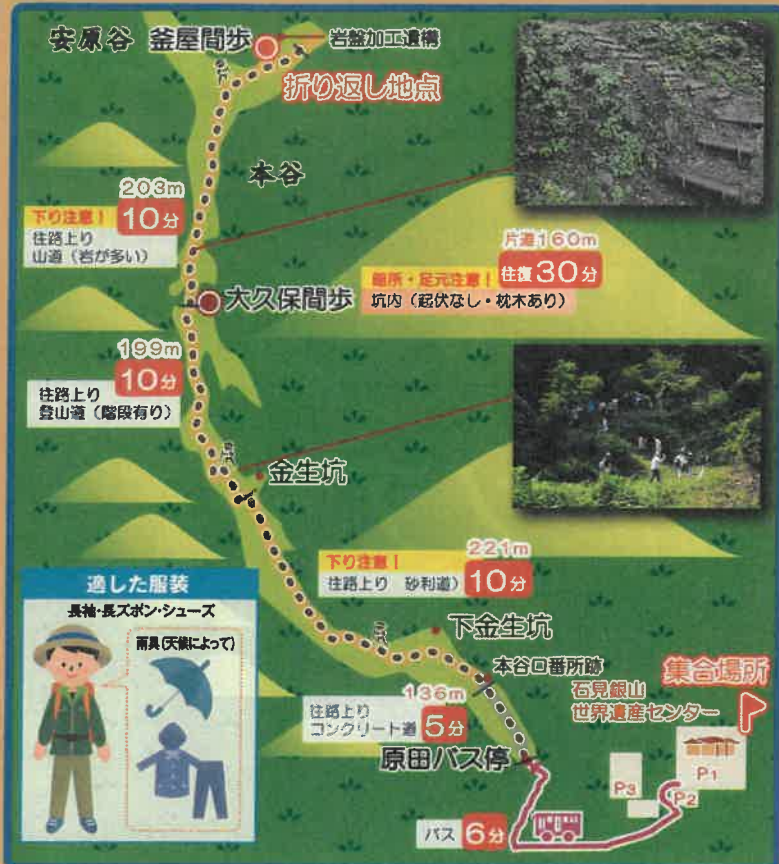 安原谷 釜屋間歩
岩盤加工遺構
折り返し地点
本谷
203m
下り注意！ 10分
往路上り
山道（岩が多い）
片道160m
頭上・足元注意！ 往復30分
坑内（起伏なし・枕木あり）
大久保間歩
199m
10分
往路上り
登山道（階段有り）
金生坑
221m
下り注意！
往路上り 砂利道） 10分
下金生坑
本谷口番所跡
136m
往路上り
コンクリート道 5分
原田バス停
集合場所
石見銀山
世界遺産センター
P1
P2
P3
バス 6分
適した服装
長袖・長ズボン・シューズ
雨具(天候によって)